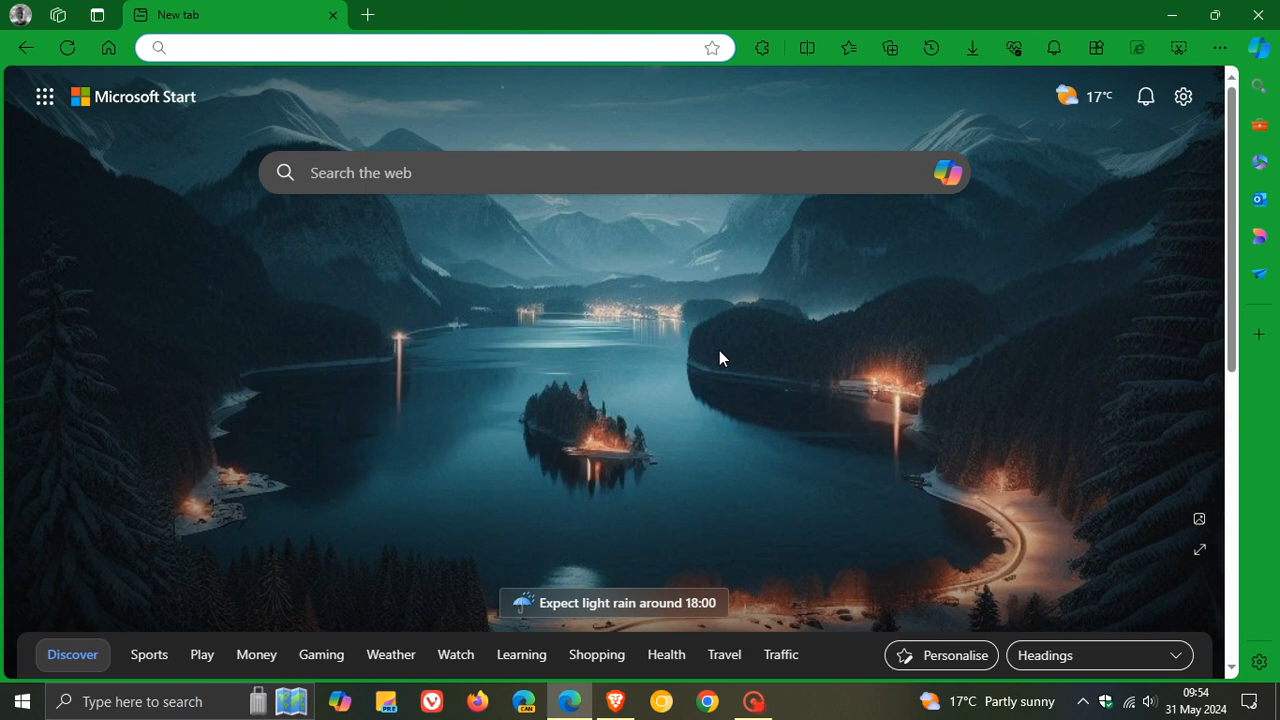 New tab
Microsoft Start
17°C
Search the web
Expect light rain around 18:00
Discover Sports Play Money Gaming Weather Watch Learning Shopping Health Travel Traffic Personalise Headings
Type here to search
PRE
CAN
17°C Partly sunny
09:54
31 May 2024